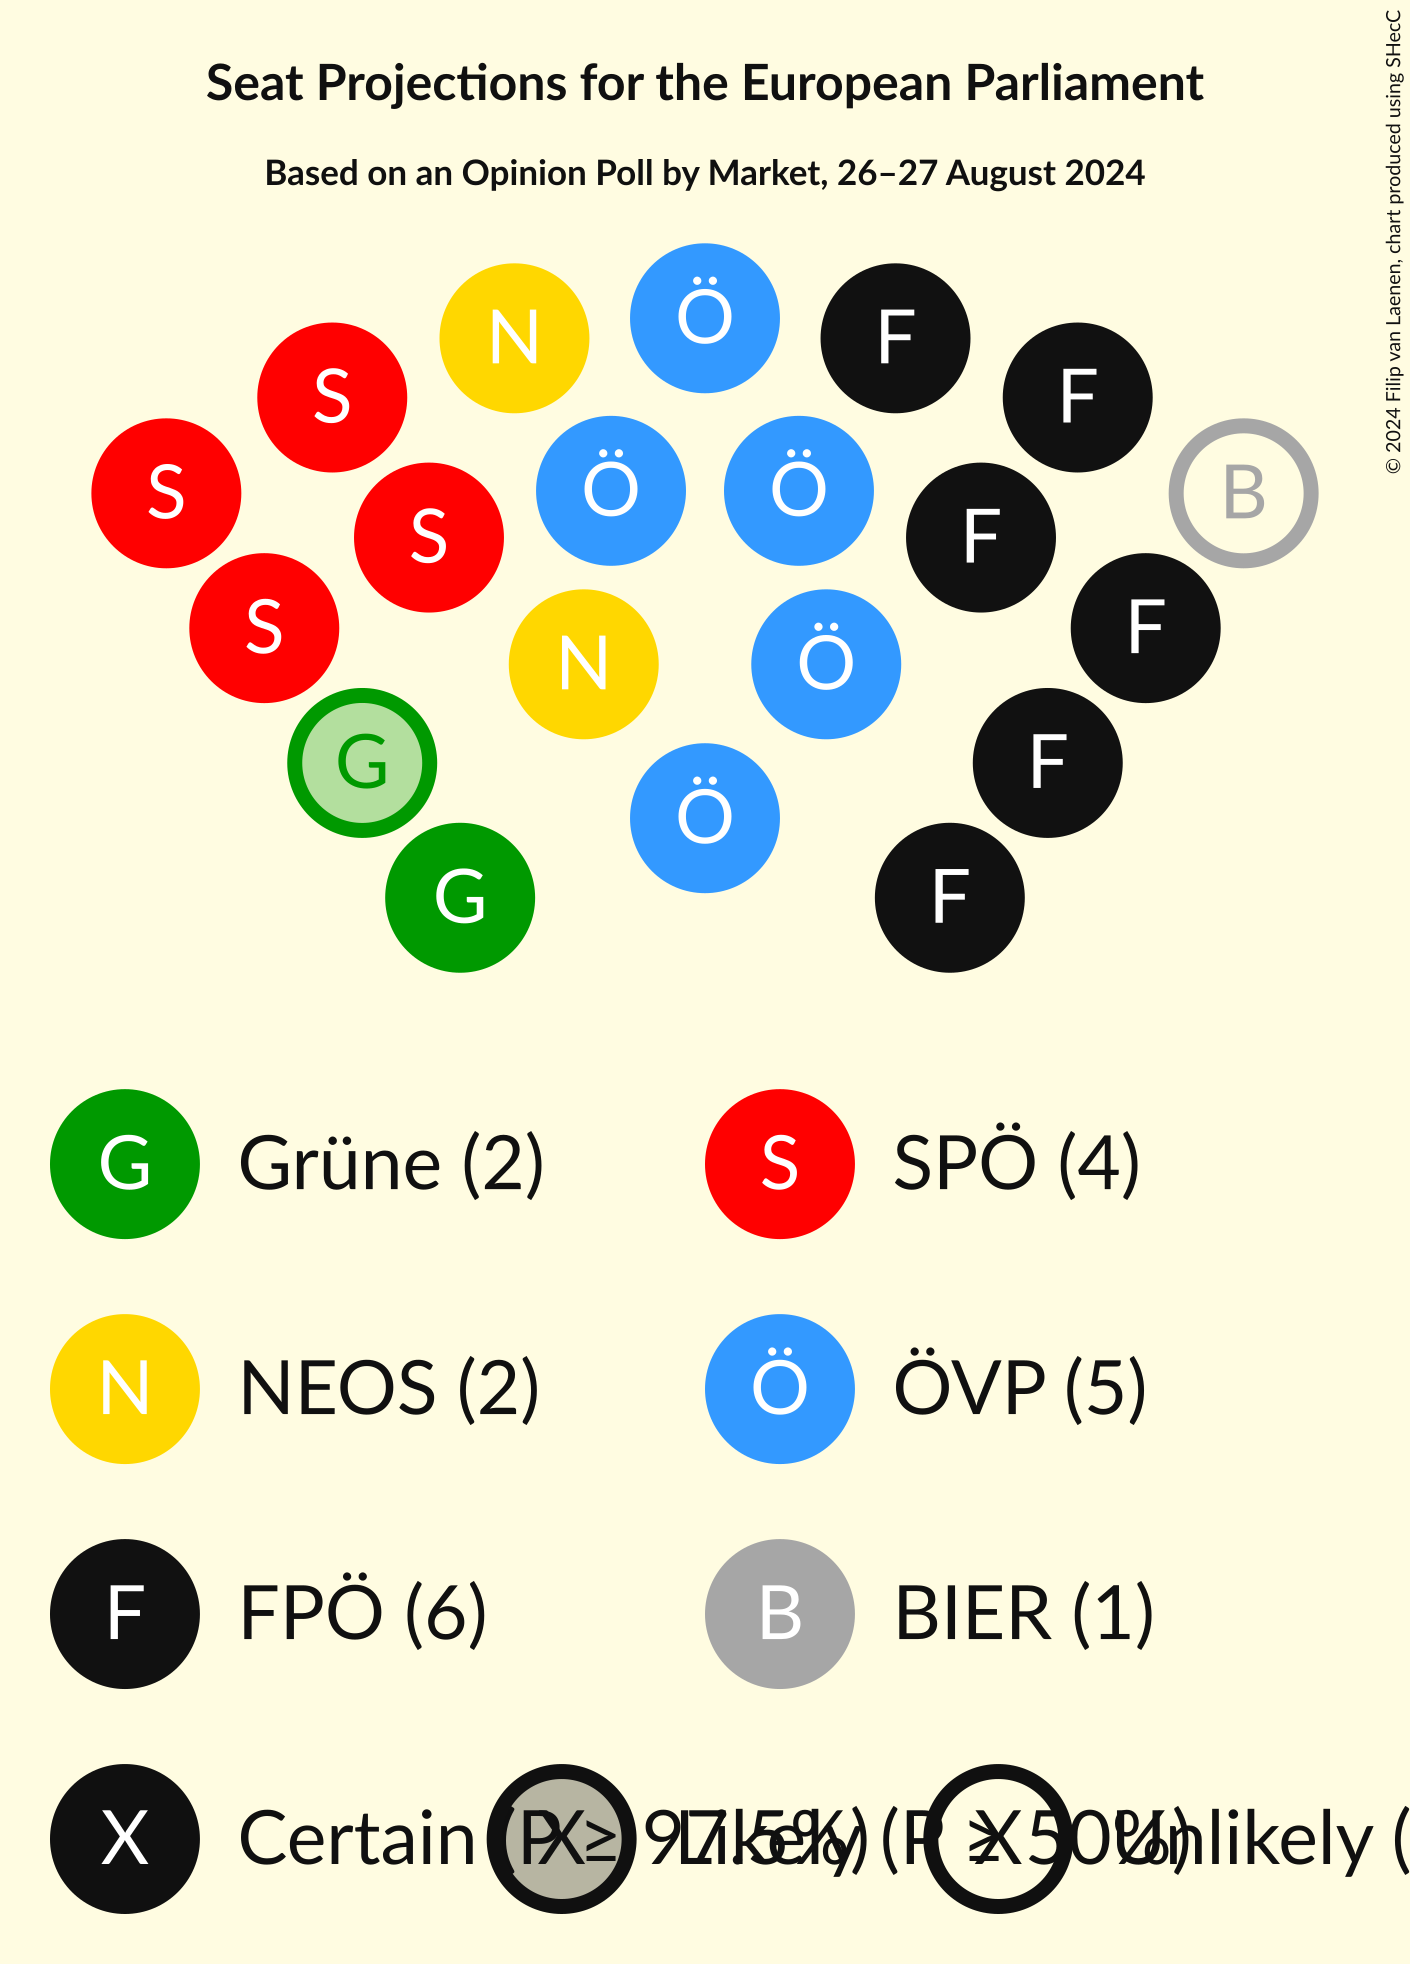 Seat Projections for the European Parliament
Based on an Opinion Poll by Market, 26–27 August 2024
© 2024 Filip van Laenen, chart produced using SHecC
Ö
N F
S F
Ö Ö
S B
S F
S F
N Ö
G F
Ö
G F
G Grüne (2) S SPÖ (4)
N NEOS (2) Ö ÖVP (5)
F FPÖ (6) B BIER (1)
X Certain (P ≥ 97.5%) X Likely (P ≥ 50%) X Unlikely (